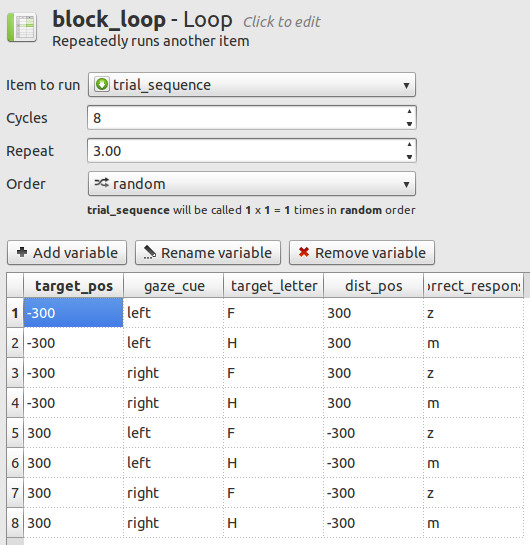 block_loop - Loop Click to edit
Repeatedly runs another item
Item to run trial_sequence
Cycles 8
Repeat 3.00
Order random
trial_sequence will be called 1 x 1 = 1 times in random order
Add variable Rename variable Remove variable
target_pos gaze_cue target_letter dist_pos orrect_respons
1 -300 left F 300 z
2 -300 left H 300 m
3 -300 right F 300 z
4 -300 right H 300 m
5 300 left F -300 z
6 300 left H -300 m
7 300 right F -300 z
8 300 right H -300 m